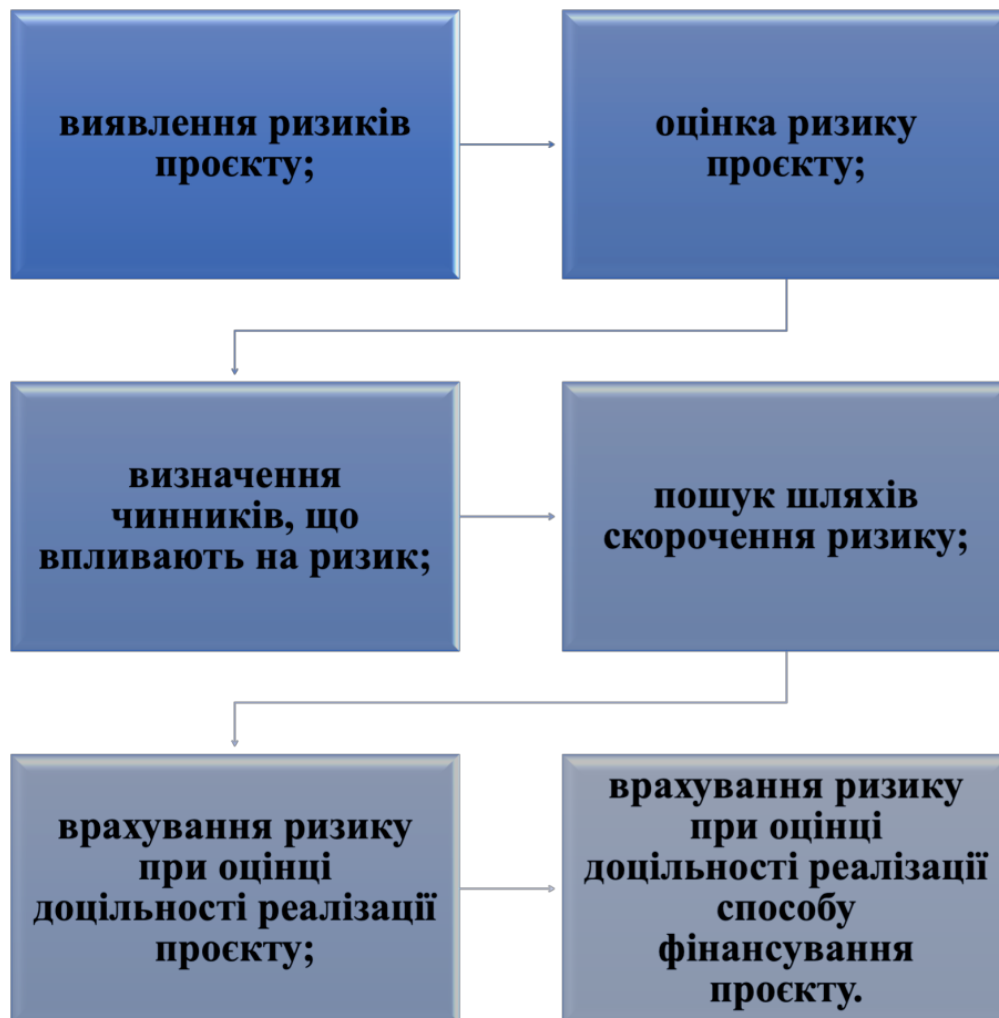 виявлення ризиків
проєкту;
оцінка ризику
проєкту;
визначення
чинників, що
впливають на ризик;
пошук шляхів
скорочення ризику;
врахування ризику
при оцінці
доцільності реалізації
проєкту;
врахування ризику
при оцінці
доцільності реалізації
способу
фінансування
проєкту.